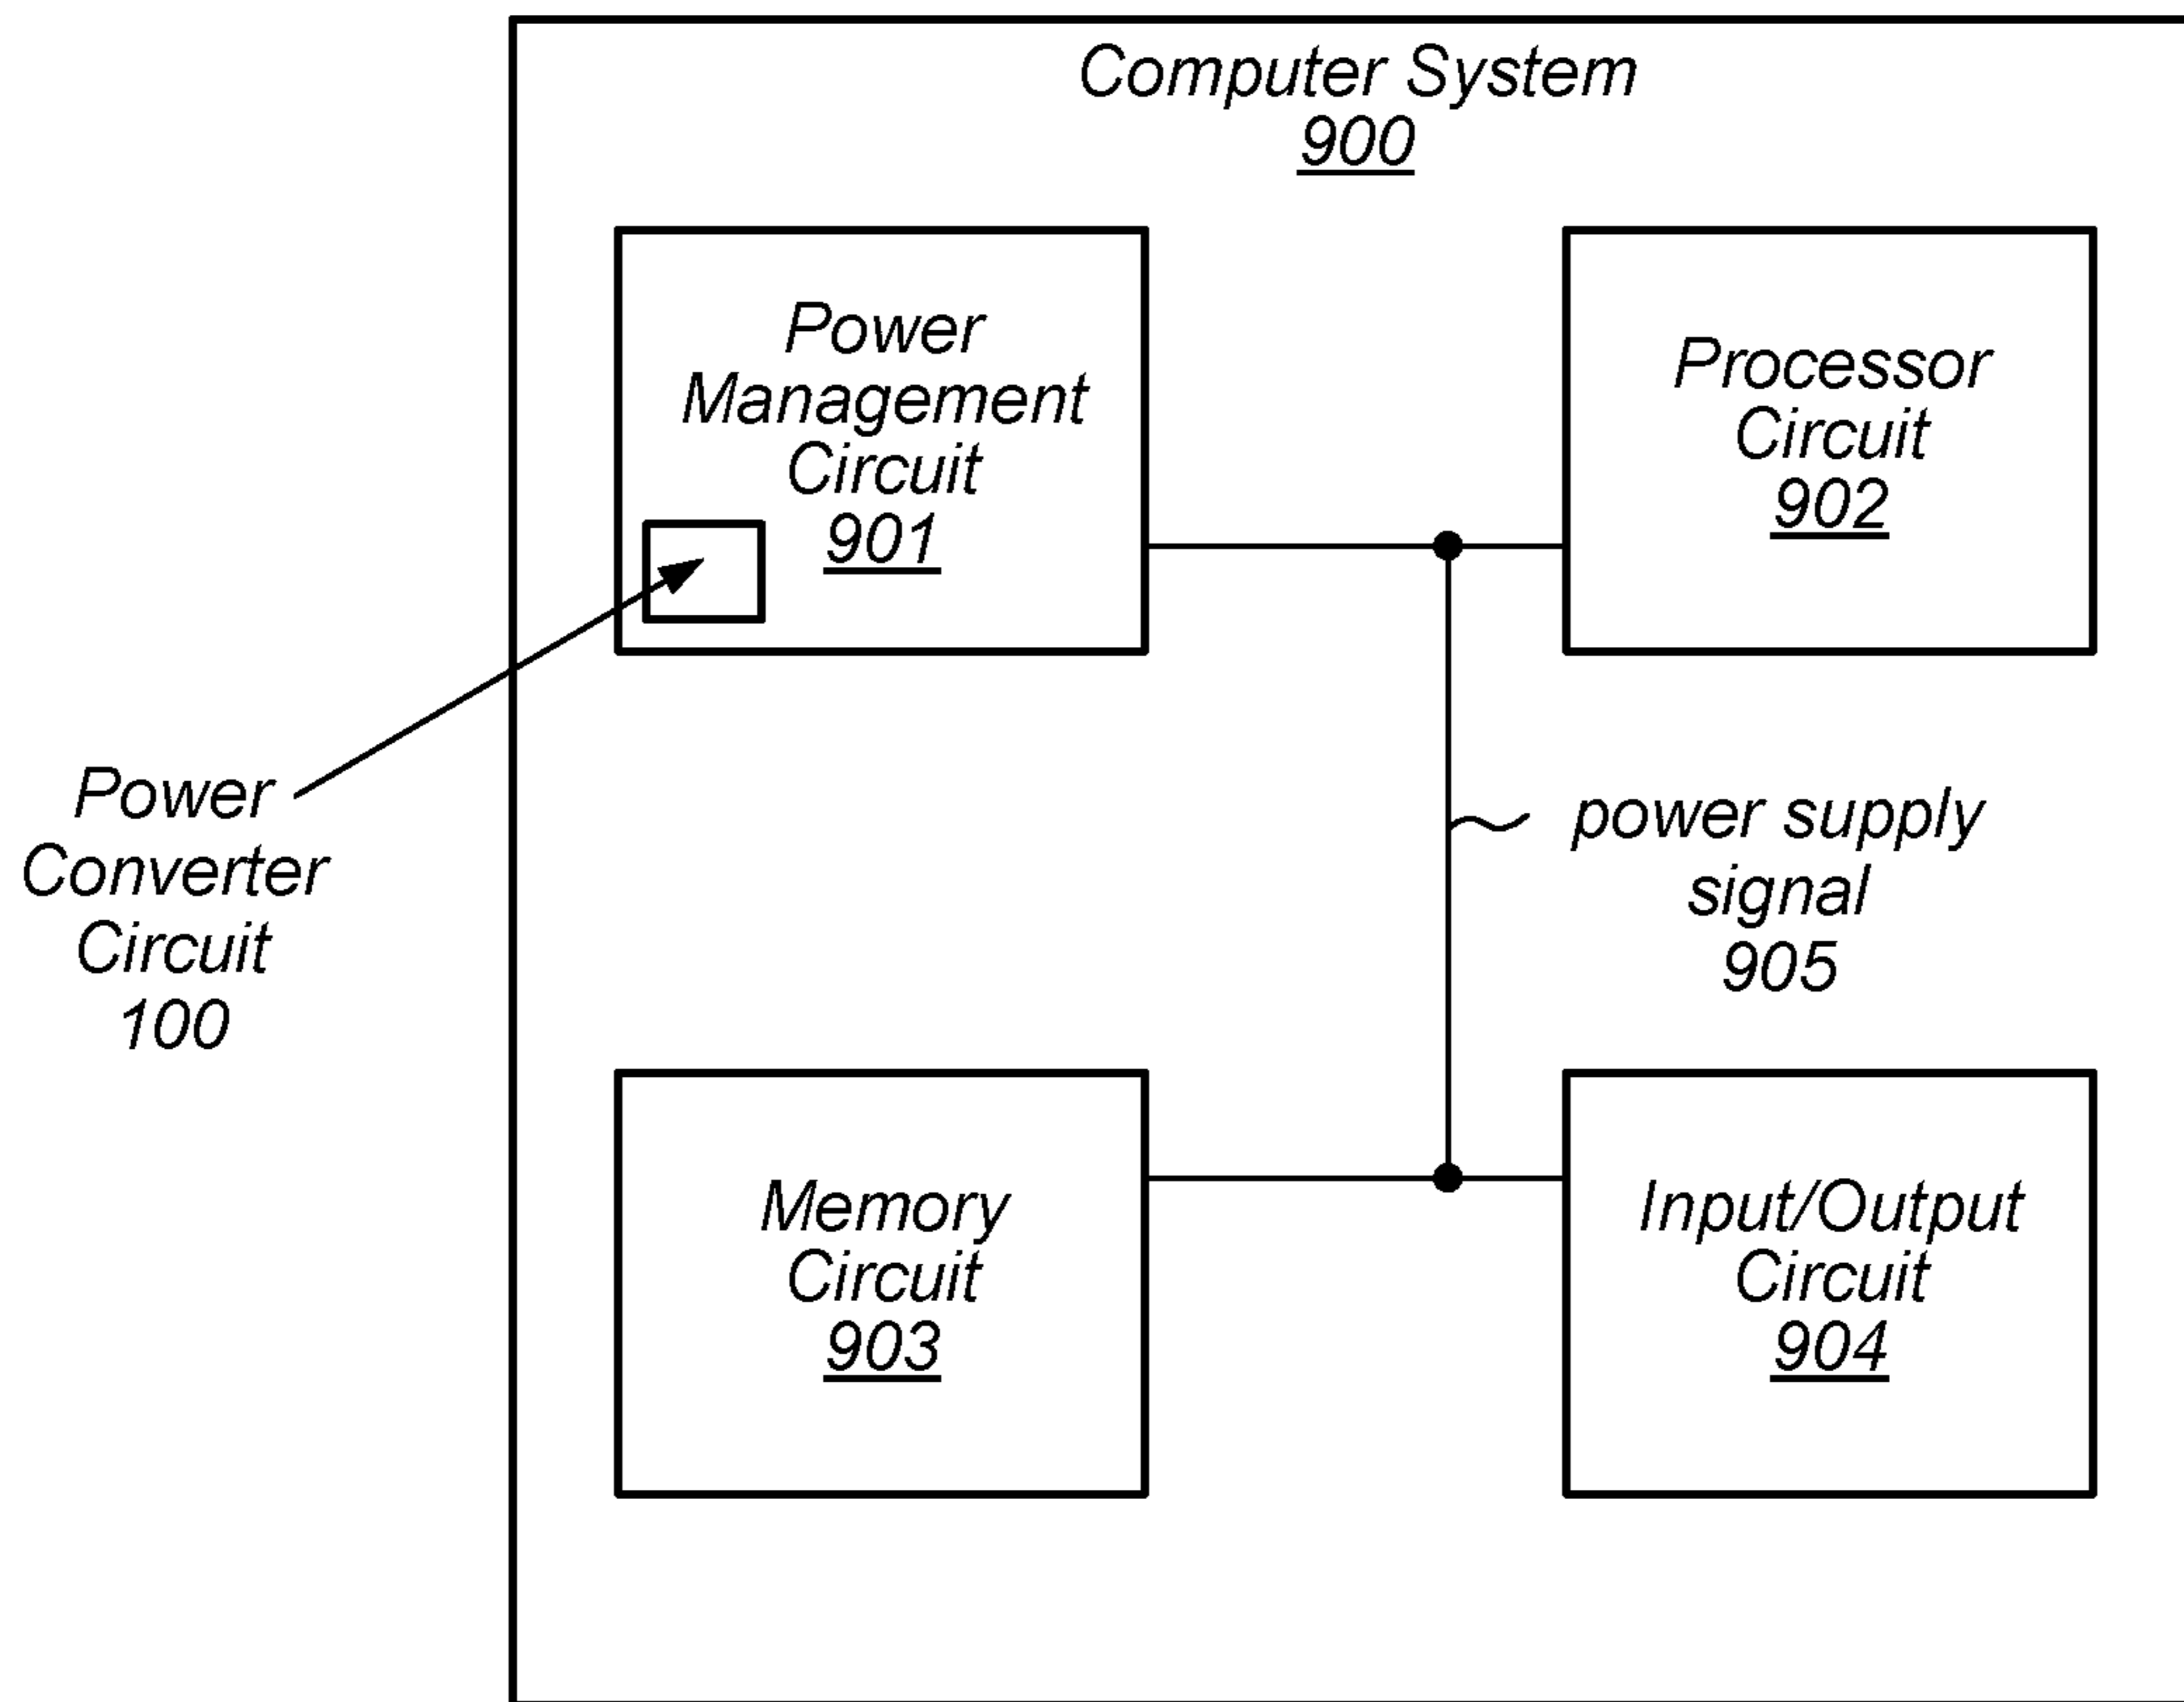 Computer System
900
Power
Management
Circuit
901
Processor
Circuit
902
Power
Converter
Circuit
100
power supply
signal
905
Memory
Circuit
903
Input/Output
Circuit
904